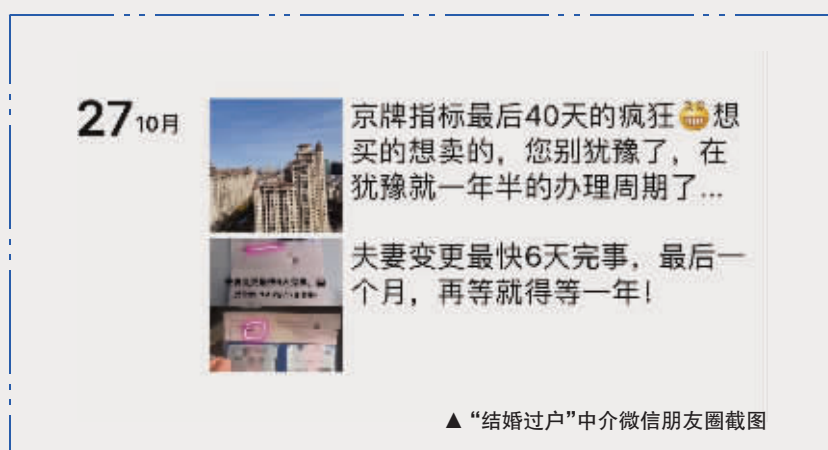 27 10月
京牌指标最后40天的疯狂😁想
买的想卖的，您别犹豫了，在
犹豫就一年半的办理周期了...
夫妻变更最快6天完事，最后一
个月，再等就得等一年！
▲“结婚过户”中介微信朋友圈截图